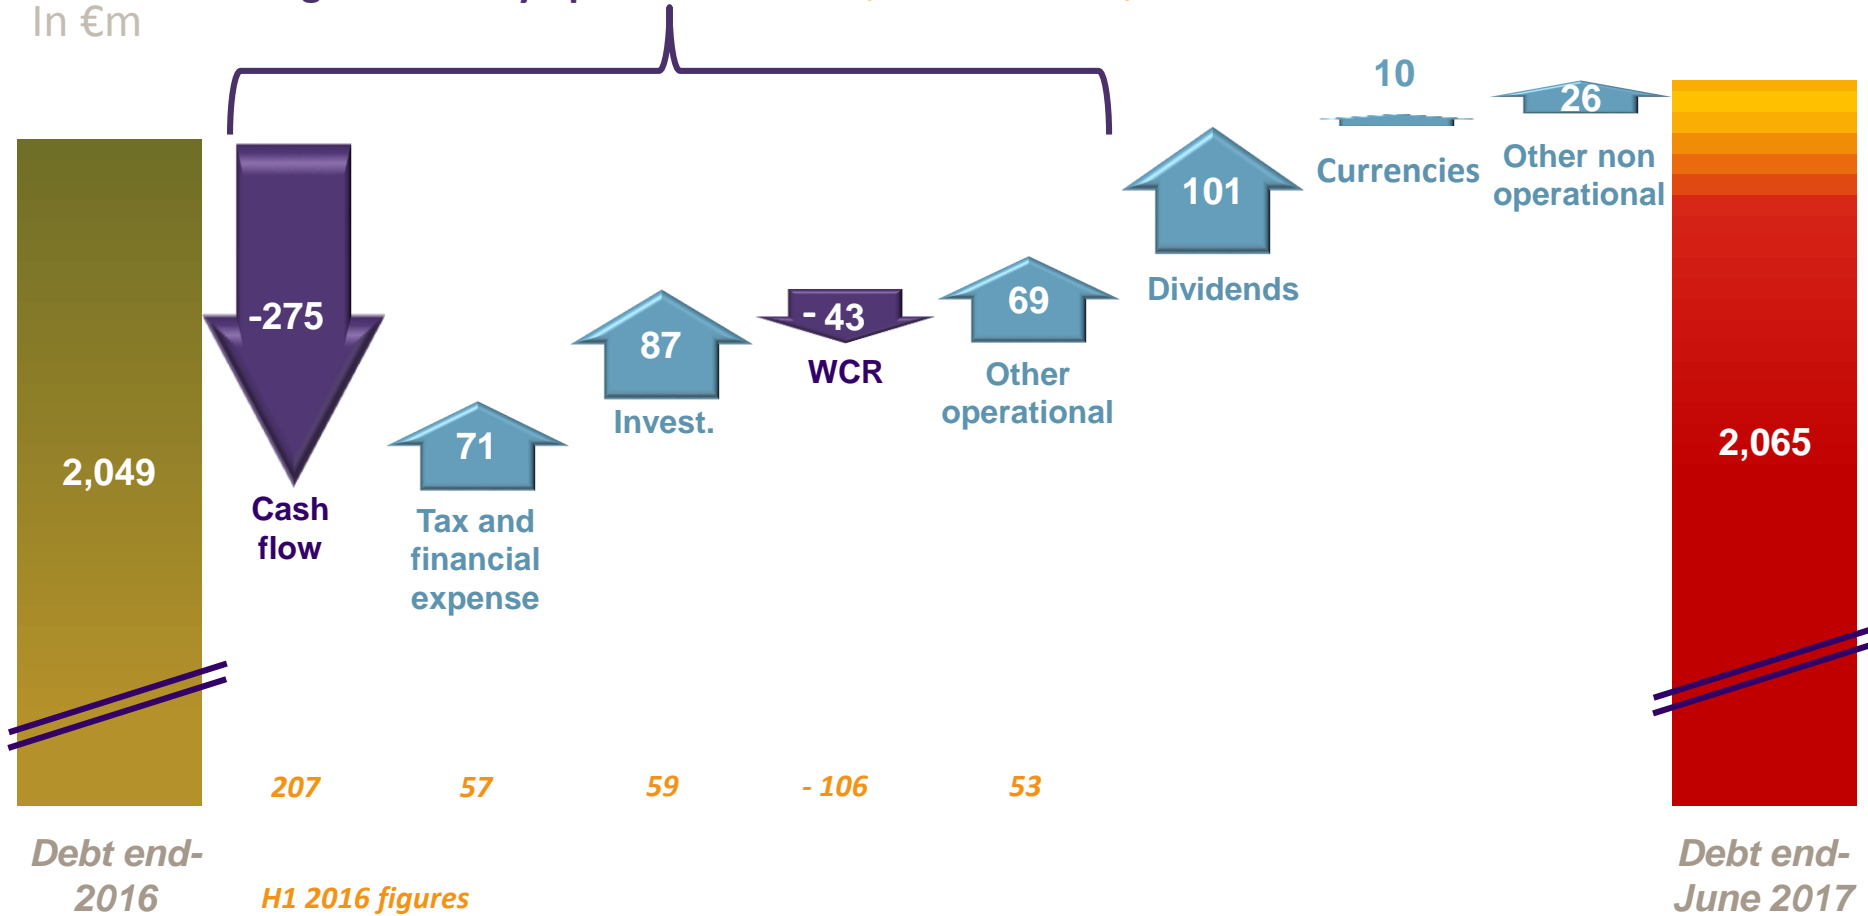 In €m
10
26
Currencies
Other non
operational
101
Dividends
-275
69
87
- 43
WCR
Other
operational
Invest.
71
2,049
2,065
Cash
flow
Tax and
financial
expense
207
57
59
- 106
53
Debt end-
2016
H1 2016 figures
Debt end-
June 2017